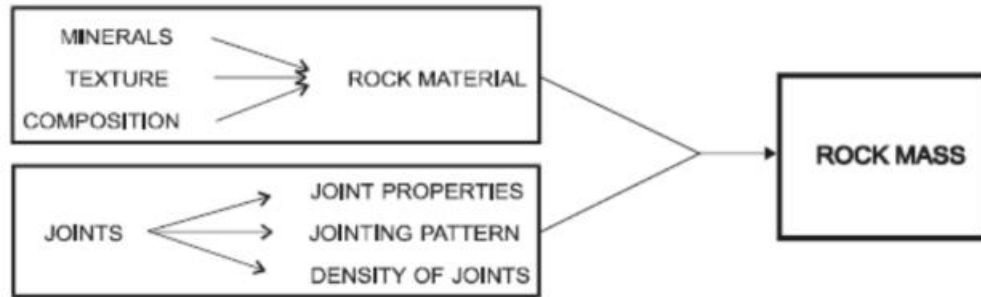 MINERALS
TEXTURE
COMPOSITION
ROCK MATERIAL
JOINTS
JOINT PROPERTIES
JOINTING PATTERN
DENSITY OF JOINTS
ROCK MASS